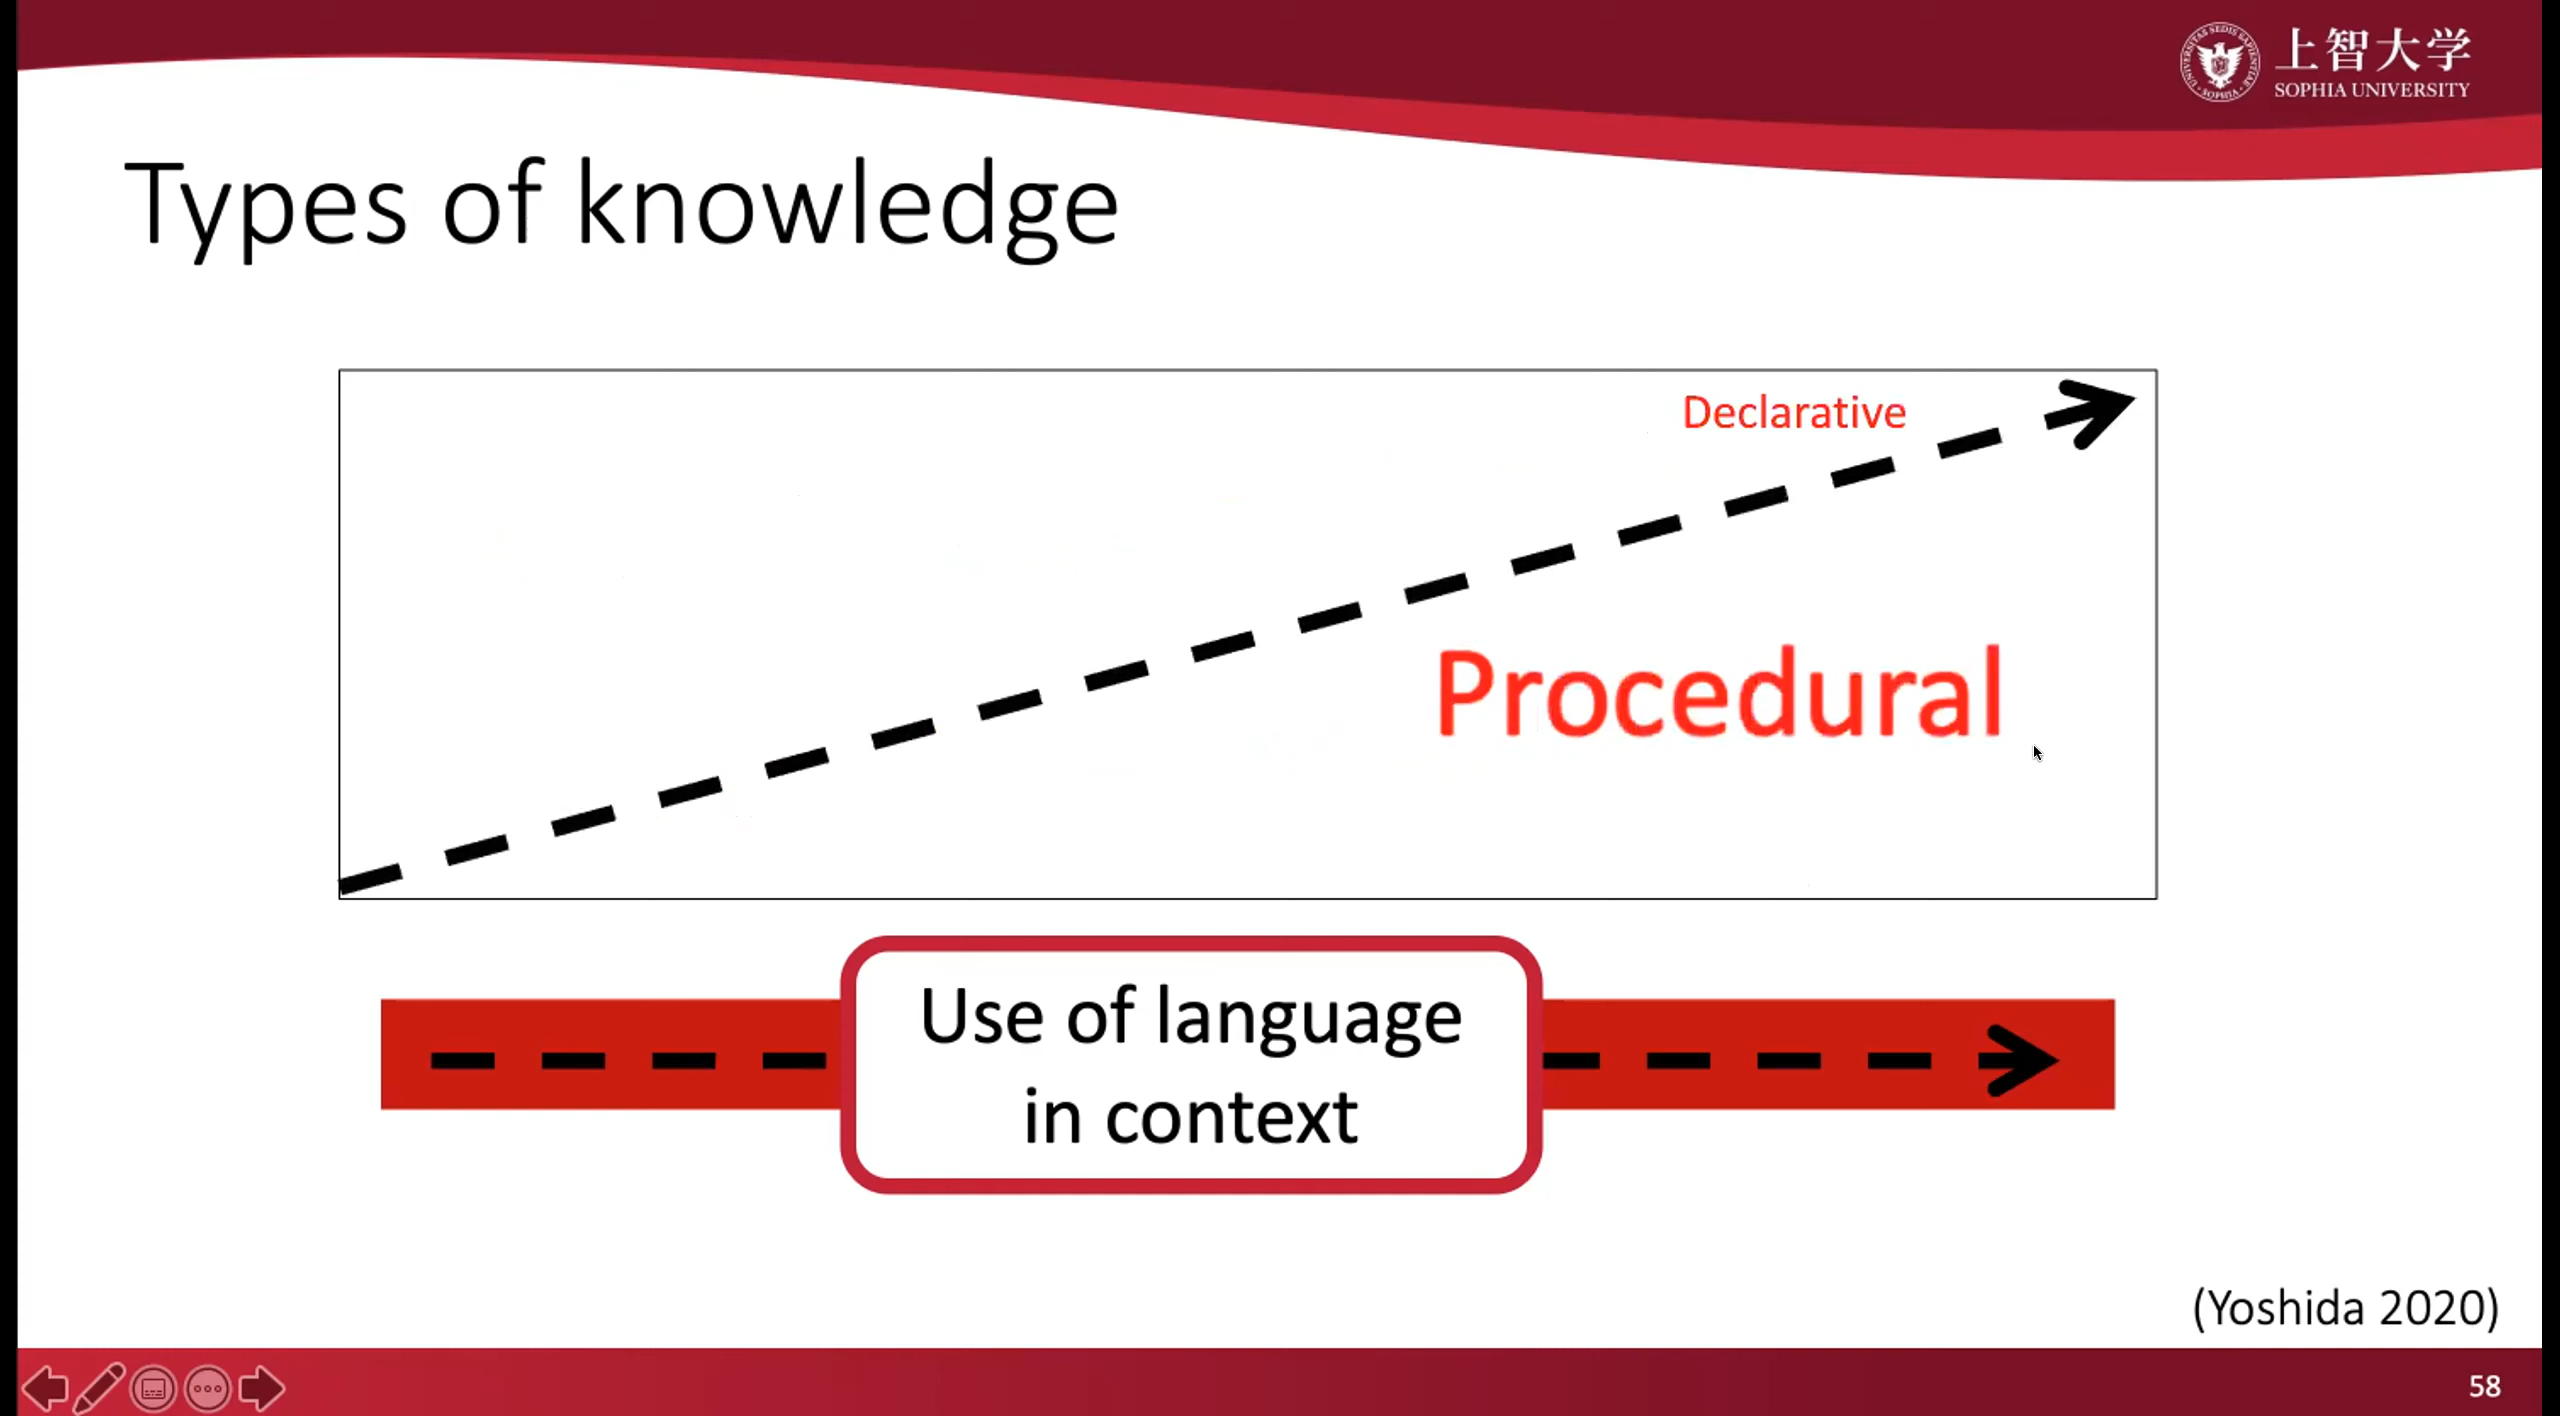 上智大学
SOPHIA UNIVERSITY
Types of knowledge
Declarative
Procedural
Use of language
in context
(Yoshida 2020)
58